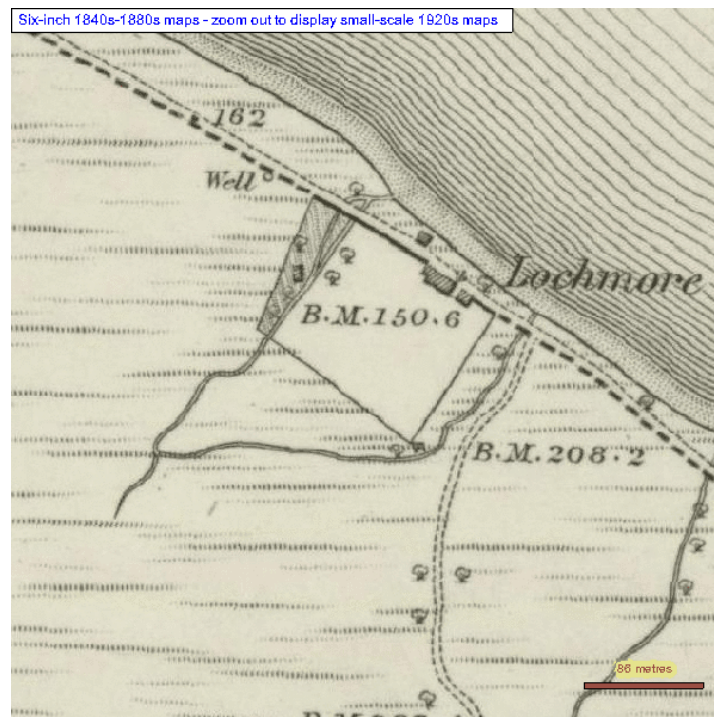 Six-inch 1840s-1880s maps - zoom out to display small-scale 1920s maps
162
Well
Lochmore
B.M.150.6
B.M.208.2
86 metres